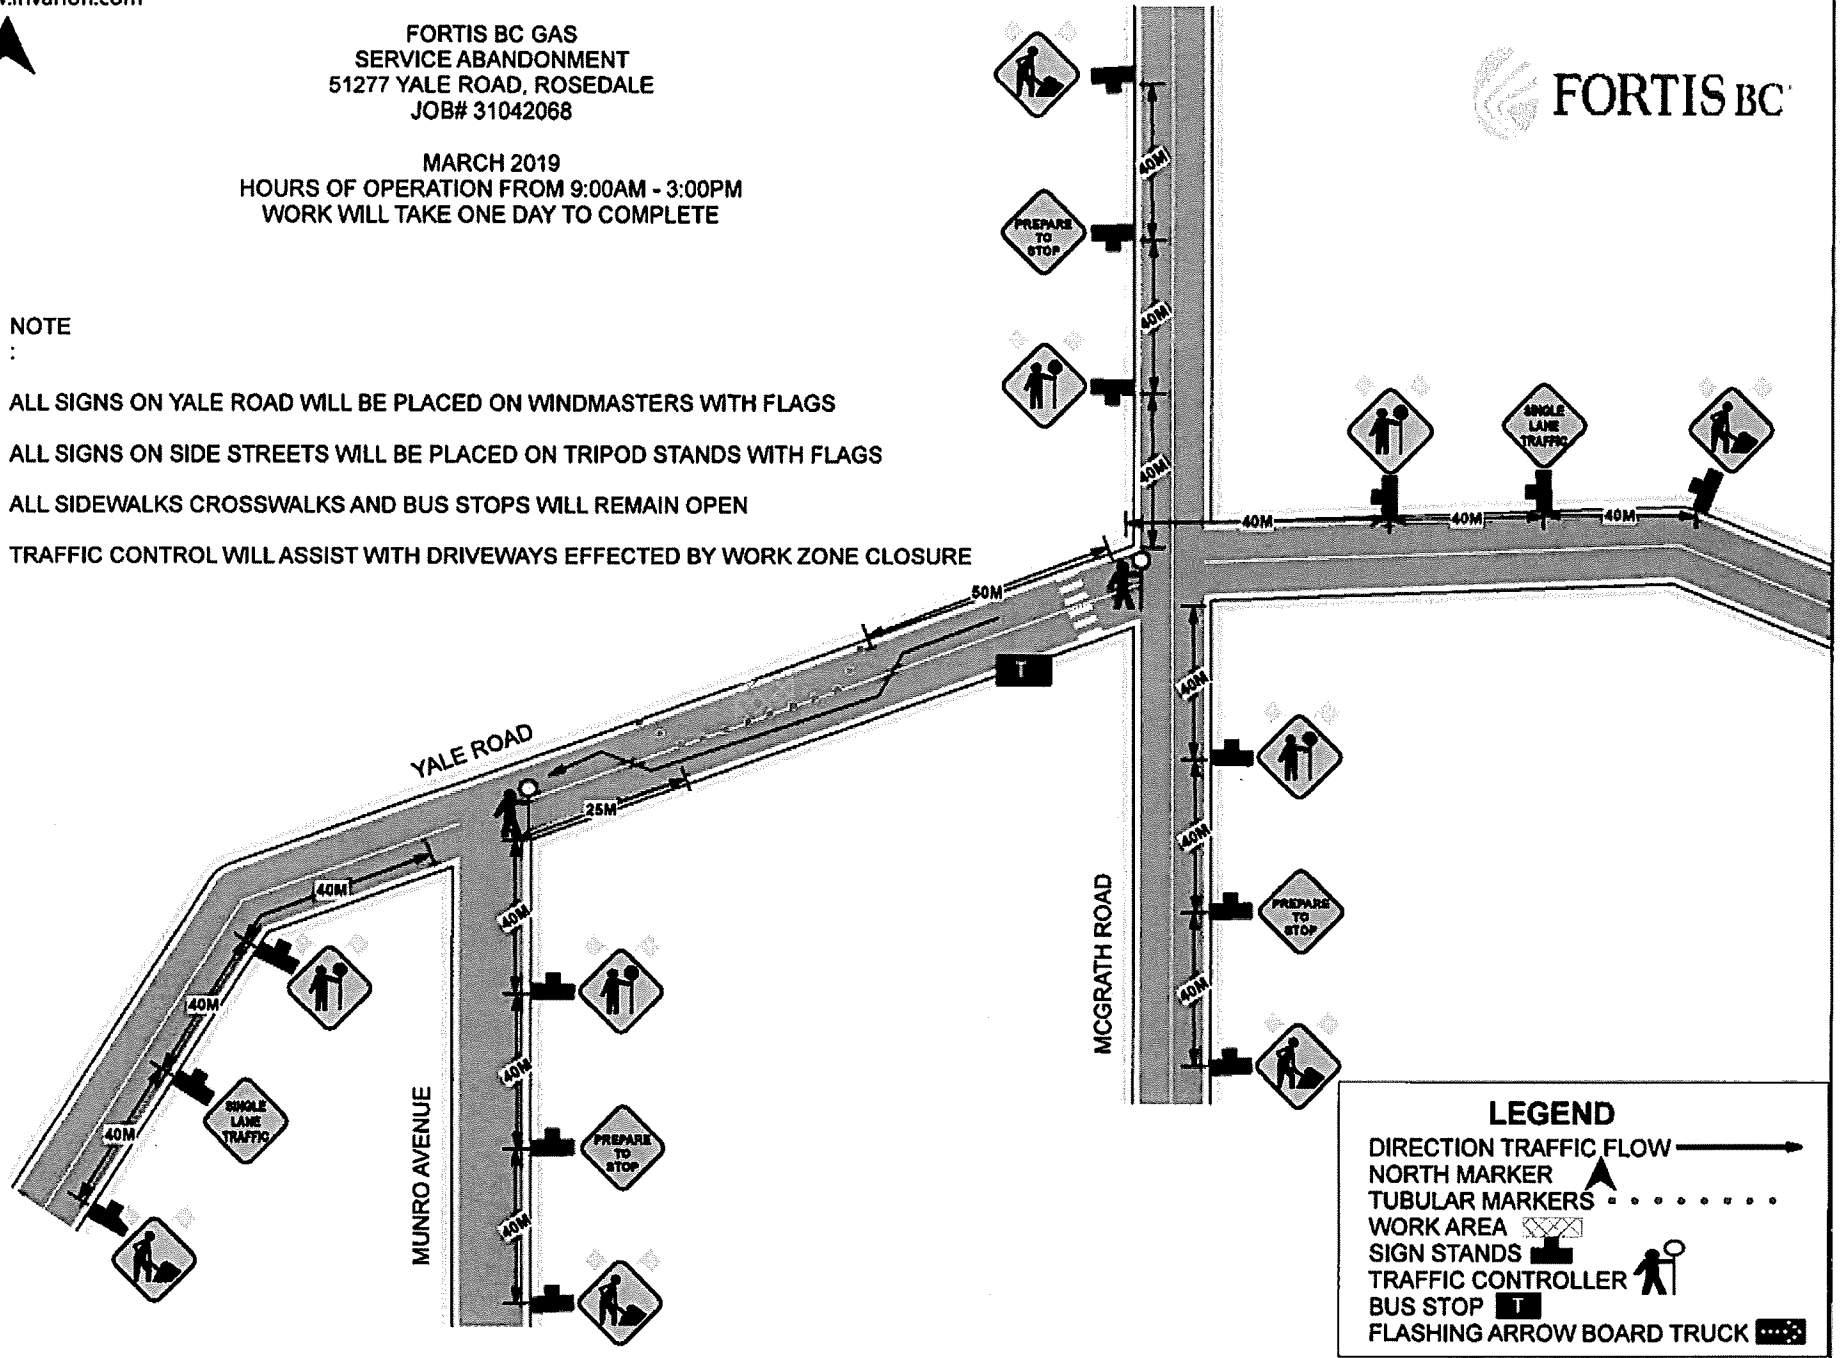 FORTIS BC GAS
SERVICE ABANDONMENT
51277 YALE ROAD, ROSEDALE
JOB# 31042068
MARCH 2019
HOURS OF OPERATION FROM 9:00AM - 3:00PM
WORK WILL TAKE ONE DAY TO COMPLETE
FORTIS BC
NOTE
:
ALL SIGNS ON YALE ROAD WILL BE PLACED ON WINDMASTERS WITH FLAGS
ALL SIGNS ON SIDE STREETS WILL BE PLACED ON TRIPOD STANDS WITH FLAGS
ALL SIDEWALKS CROSSWALKS AND BUS STOPS WILL REMAIN OPEN
TRAFFIC CONTROL WILL ASSIST WITH DRIVEWAYS EFFECTED BY WORK ZONE CLOSURE
40M
PREPARE
TO
STOP
40M
40M
SINGLE
LANE
TRAFFIC
40M
40M
40M
50M
T
YALE ROAD
25M
40M
40M
40M
SINGLE
LANE
TRAFFIC
40M
40M
PREPARE
TO
STOP
40M
MUNRO AVENUE
40M
40M
PREPARE
TO
STOP
40M
MCGRATH ROAD
LEGEND
DIRECTION TRAFFIC FLOW
NORTH MARKER
TUBULAR MARKERS
WORK AREA
SIGN STANDS
TRAFFIC CONTROLLER
BUS STOP T
FLASHING ARROW BOARD TRUCK